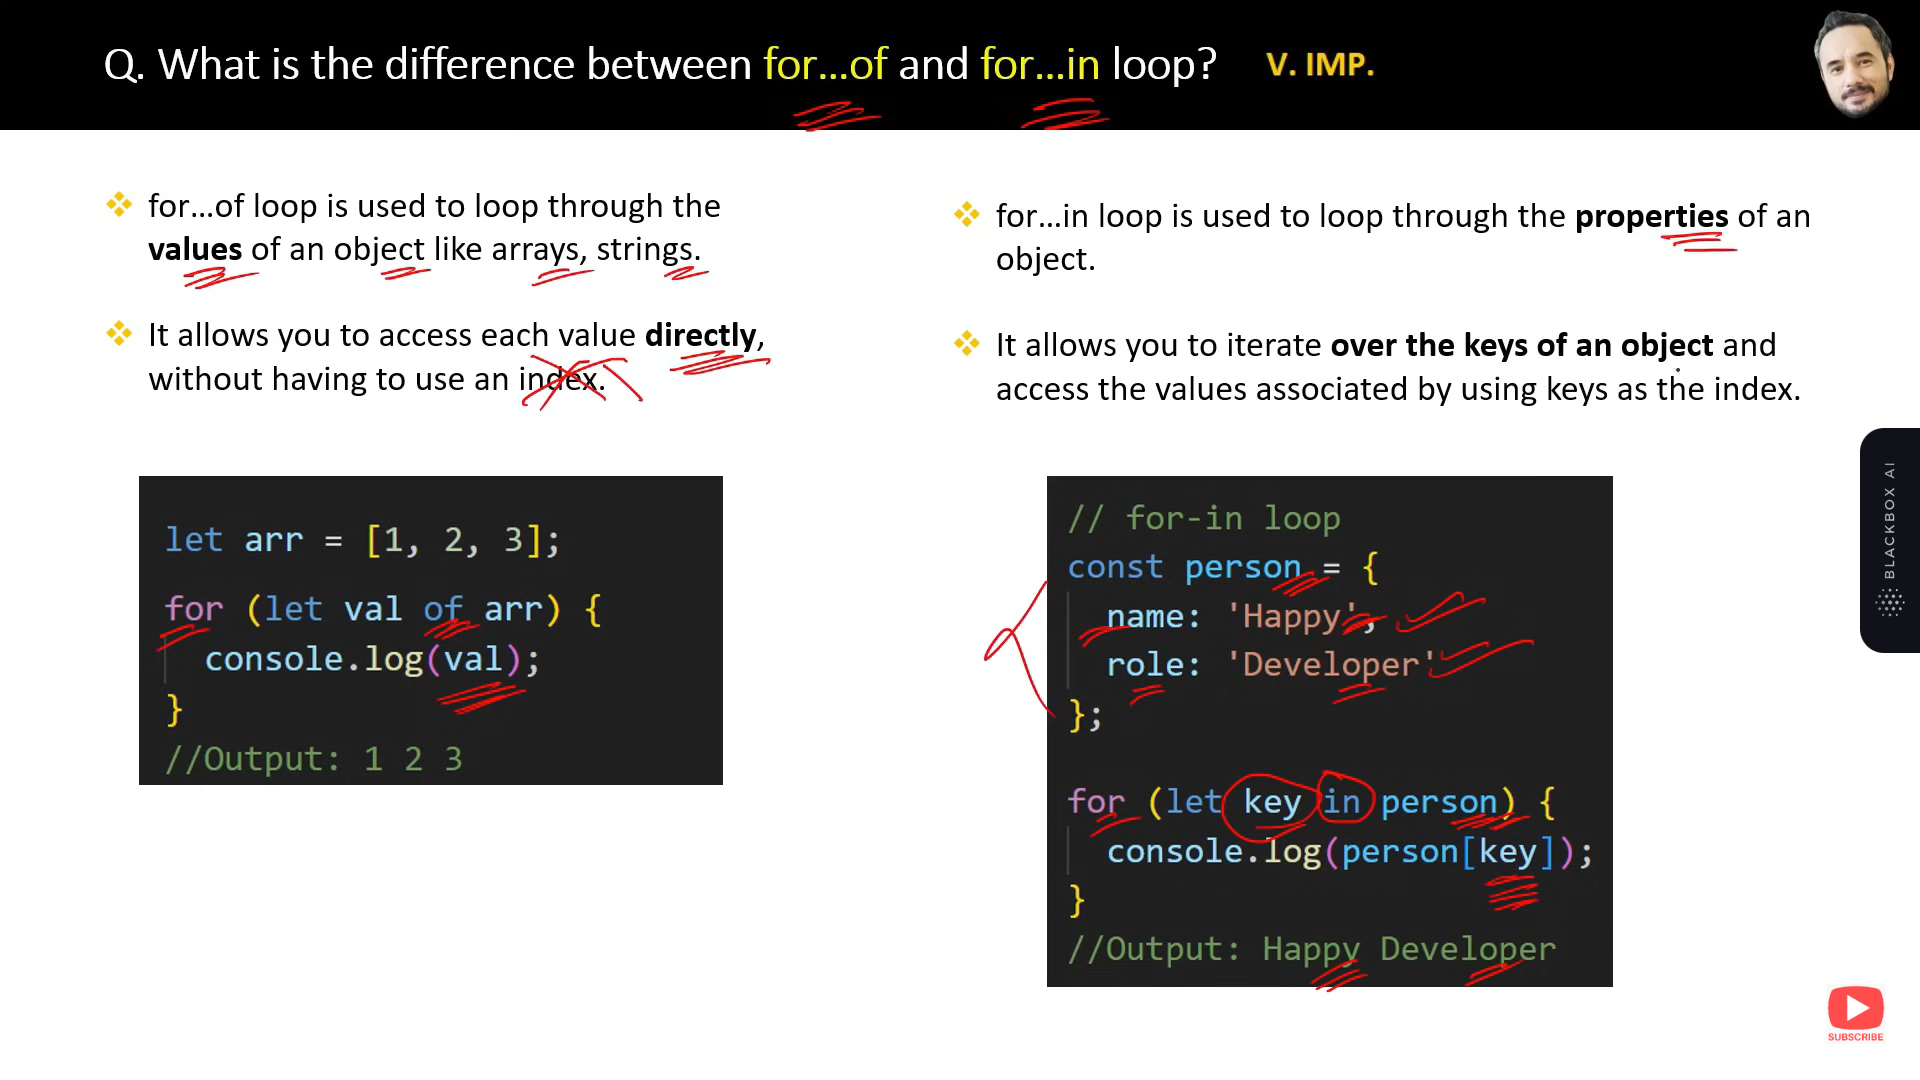 Q. What is the difference between for...of and for...in loop? V. IMP.
❖ for...of loop is used to loop through the
values of an object like arrays, strings.
❖ It allows you to access each value directly,
without having to use an index.
let arr = [1, 2, 3];
for (let val of arr) {
console.log(val);
}
//Output: 1 2 3
❖ for...in loop is used to loop through the properties of an
object.
❖ It allows you to iterate over the keys of an object and
access the values associated by using keys as the index.
// for-in loop
const person = {
name: 'Happy',
role: 'Developer'
};
for (let key in person) {
console.log(person[key]);
}
//Output: Happy Developer
BLACKBOX AI
SUBSCRIBE